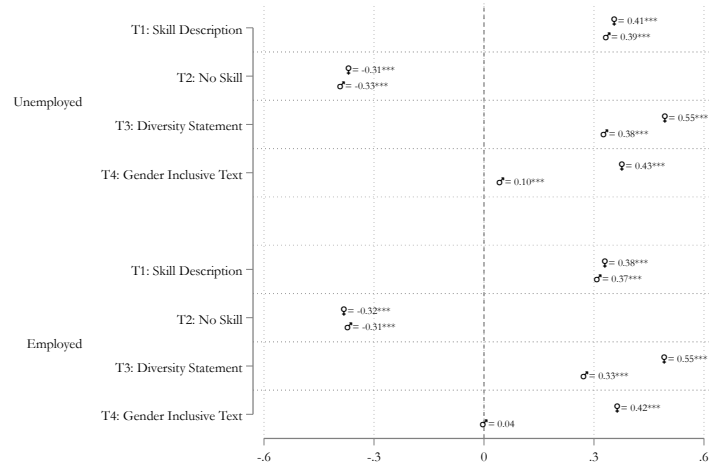 T1: Skill Description
♀= 0.41***
♂= 0.39***
T2: No Skill
♀= -0.31***
♂= -0.33***
Unemployed
T3: Diversity Statement
♀= 0.55***
♂= 0.38***
T4: Gender Inclusive Text
♀= 0.43***
♂= 0.10***
T1: Skill Description
♀= 0.38***
♂= 0.37***
T2: No Skill
♀= -0.32***
♂= -0.31***
Employed
T3: Diversity Statement
♀= 0.55***
♂= 0.33***
T4: Gender Inclusive Text
♀= 0.42***
♂= 0.04
-.6 -.3 0 .3 .6